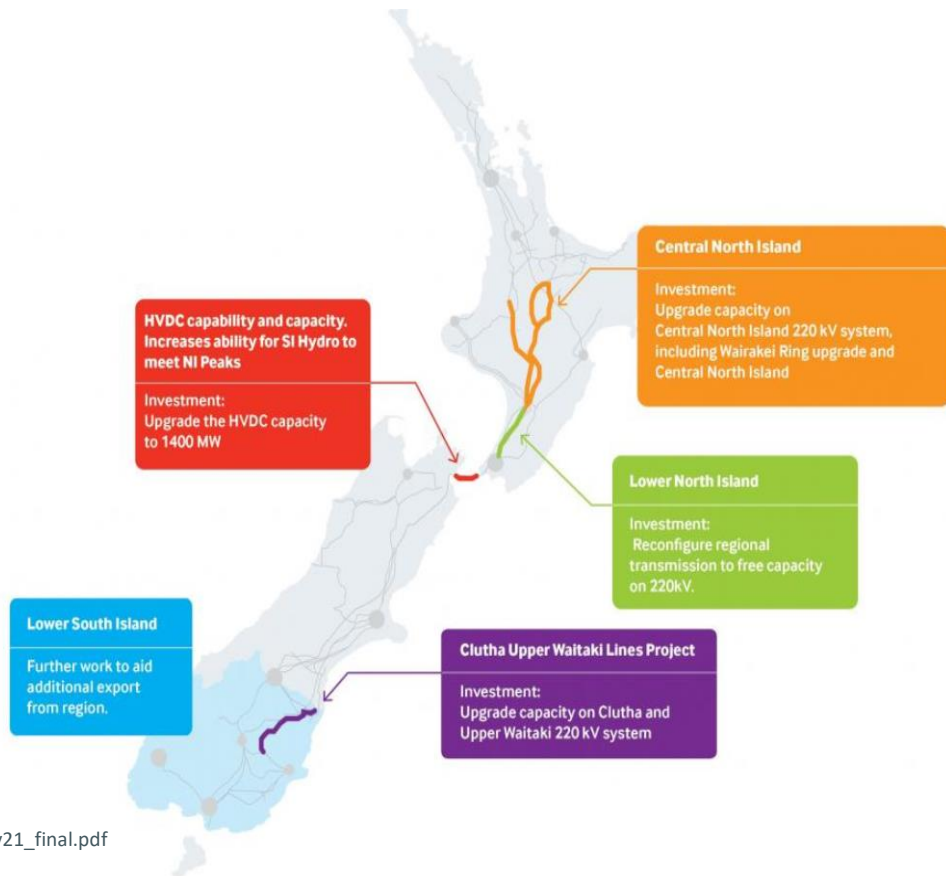 Central North Island
Investment:
Upgrade capacity on
Central North Island 220 kV system,
including Wairakei Ring upgrade and
Central North Island
HVDC capability and capacity.
Increases ability for SI Hydro to
meet NI Peaks
Investment:
Upgrade the HVDC capacity
to 1400 MW
Lower North Island
Investment:
Reconfigure regional
transmission to free capacity
on 220kV.
Lower South Island
Further work to aid
additional export
from region.
Clutha Upper Waitaki Lines Project
Investment:
Upgrade capacity on Clutha and
Upper Waitaki 220 kV system
21_final.pdf